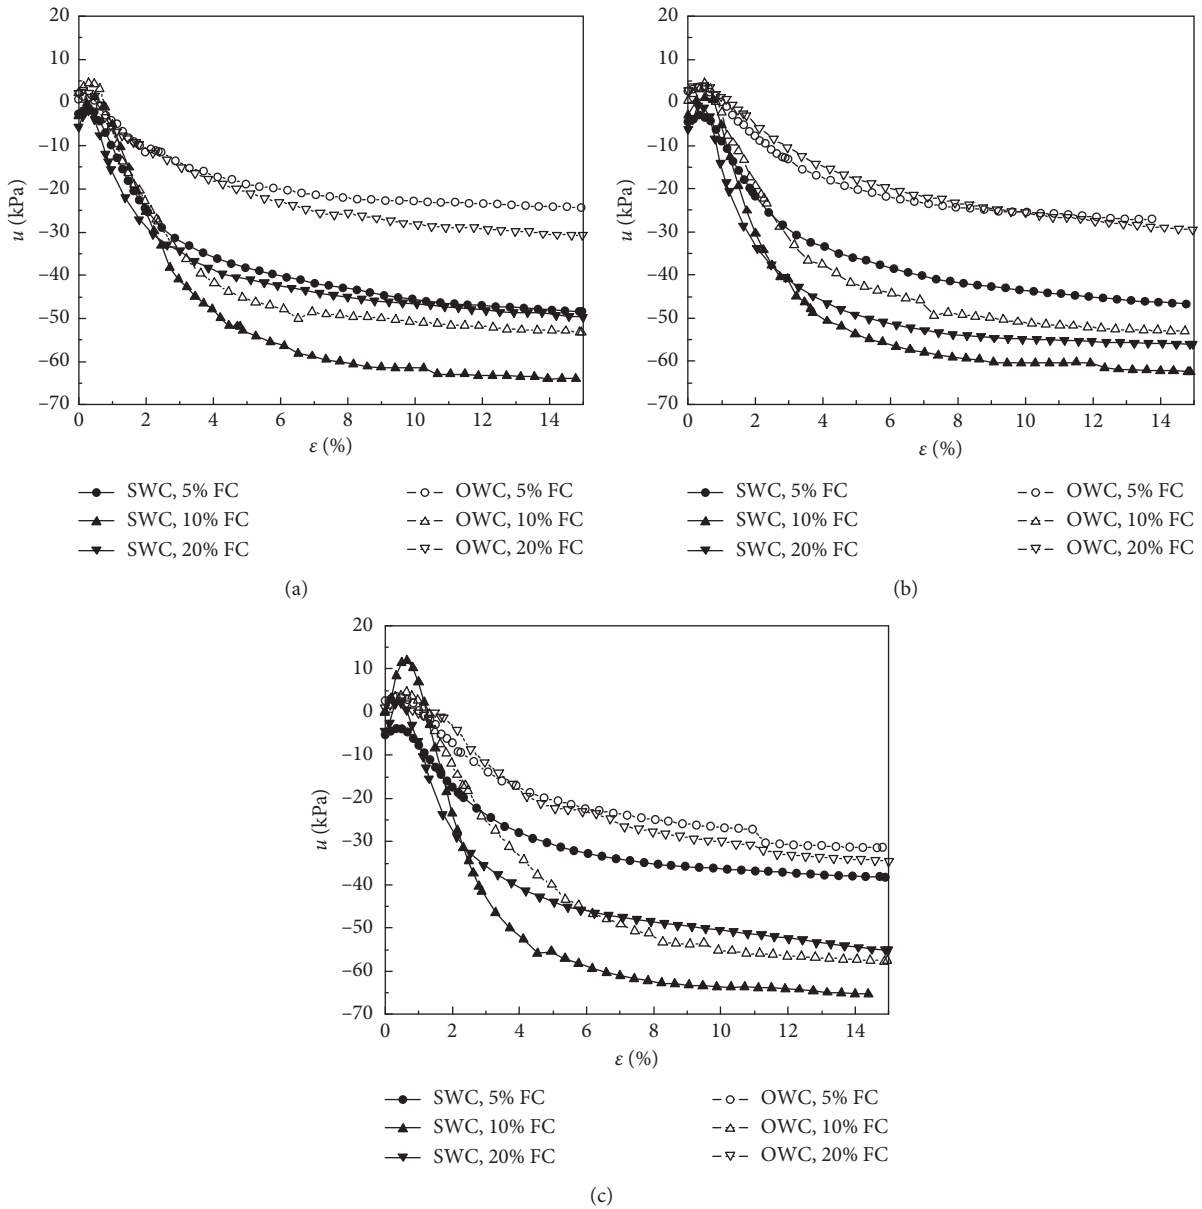 20
10
0
–10
–20
–30
–40
–50
–60
–70
u (kPa)
0 2 4 6 8 10 12 14
ε (%)
SWC, 5% FC
SWC, 10% FC
SWC, 20% FC
OWC, 5% FC
OWC, 10% FC
OWC, 20% FC
(a)
20
10
0
–10
–20
–30
–40
–50
–60
–70
u (kPa)
0 2 4 6 8 10 12 14
ε (%)
SWC, 5% FC
SWC, 10% FC
SWC, 20% FC
OWC, 5% FC
OWC, 10% FC
OWC, 20% FC
(b)
20
10
0
–10
–20
–30
–40
–50
–60
–70
u (kPa)
0 2 4 6 8 10 12 14
ε (%)
SWC, 5% FC
SWC, 10% FC
SWC, 20% FC
OWC, 5% FC
OWC, 10% FC
OWC, 20% FC
(c)